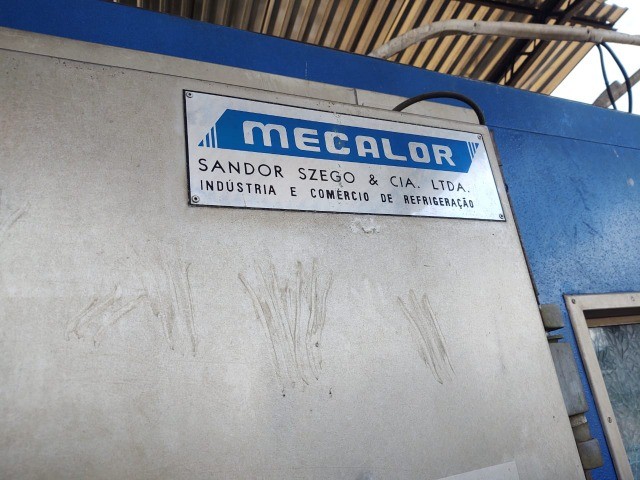 MECALOR
SANDOR SZEGO & CIA. LTDA.
INDÚSTRIA E COMÉRCIO DE REFRIGERAÇÃO